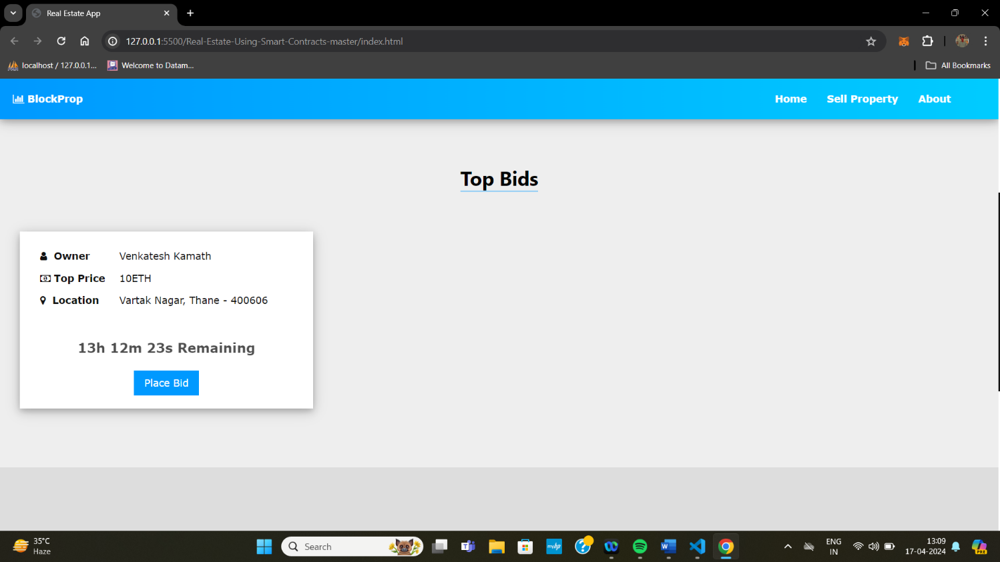 Real Estate App
127.0.0.1:5500/Real-Estate-Using-Smart-Contracts-master/index.html
localhost / 127.0.0.1... Welcome to Datam... All Bookmarks
BlockProp Home Sell Property About
Top Bids
Owner Venkatesh Kamath
Top Price 10ETH
Location Vartak Nagar, Thane - 400606
13h 12m 23s Remaining
Place Bid
35°C
Haze
Search
myhp
ENG
IN
13:09
17-04-2024
PRE